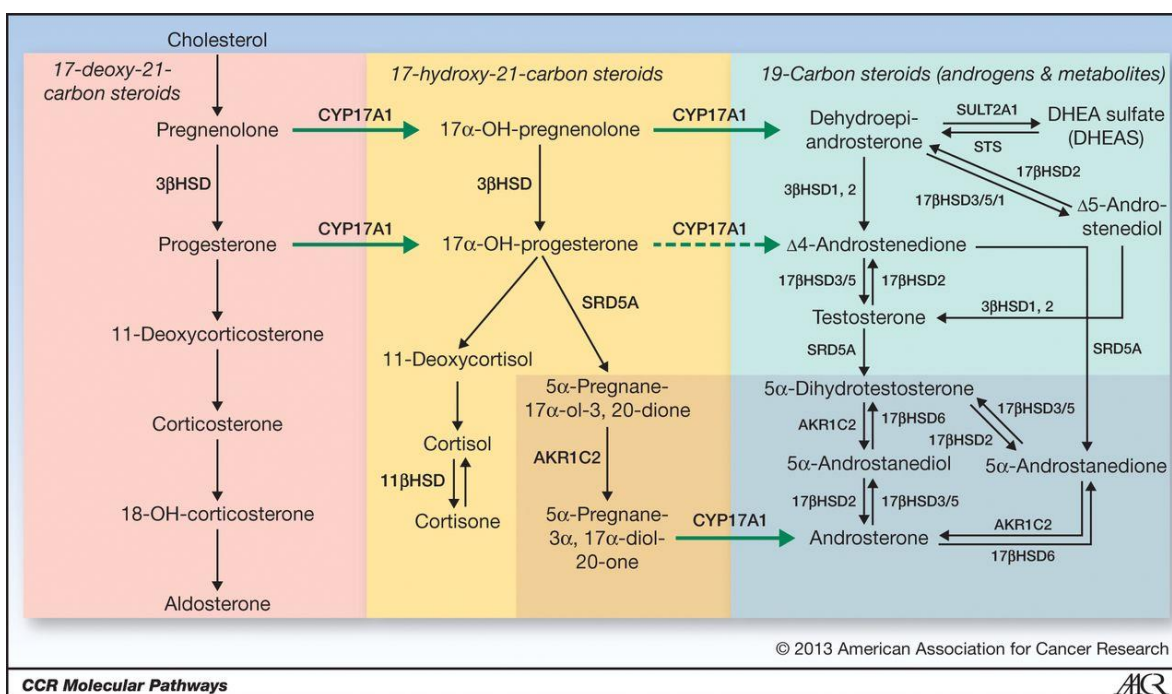 Cholesterol
17-deoxy-21-
carbon steroids
17-hydroxy-21-carbon steroids
19-Carbon steroids (androgens & metabolites)
Pregnenolone
CYP17A1
17α-OH-pregnenolone
CYP17A1
Dehydroepi-
androsterone
SULT2A1
STS
DHEA sulfate
(DHEAS)
3βHSD
3βHSD
3βHSD1, 2
17βHSD2
17βHSD3/5/1
Δ5-Andro-
stenediol
Progesterone
CYP17A1
17α-OH-progesterone
CYP17A1
Δ4-Androstenedione
17βHSD3/5
17βHSD2
SRD5A
Testosterone
3βHSD1, 2
11-Deoxycorticosterone
11-Deoxycortisol
SRD5A
SRD5A
5α-Pregnane-
17α-ol-3, 20-dione
5α-Dihydrotestosterone
AKR1C2
17βHSD6
17βHSD2
17βHSD3/5
Corticosterone
Cortisol
AKR1C2
5α-Androstanediol
5α-Androstanedione
11βHSD
17βHSD2
17βHSD3/5
18-OH-corticosterone
Cortisone
5α-Pregnane-
3α, 17α-diol-
20-one
CYP17A1
Androsterone
AKR1C2
17βHSD6
Aldosterone
© 2013 American Association for Cancer Research
CCR Molecular Pathways
AACR